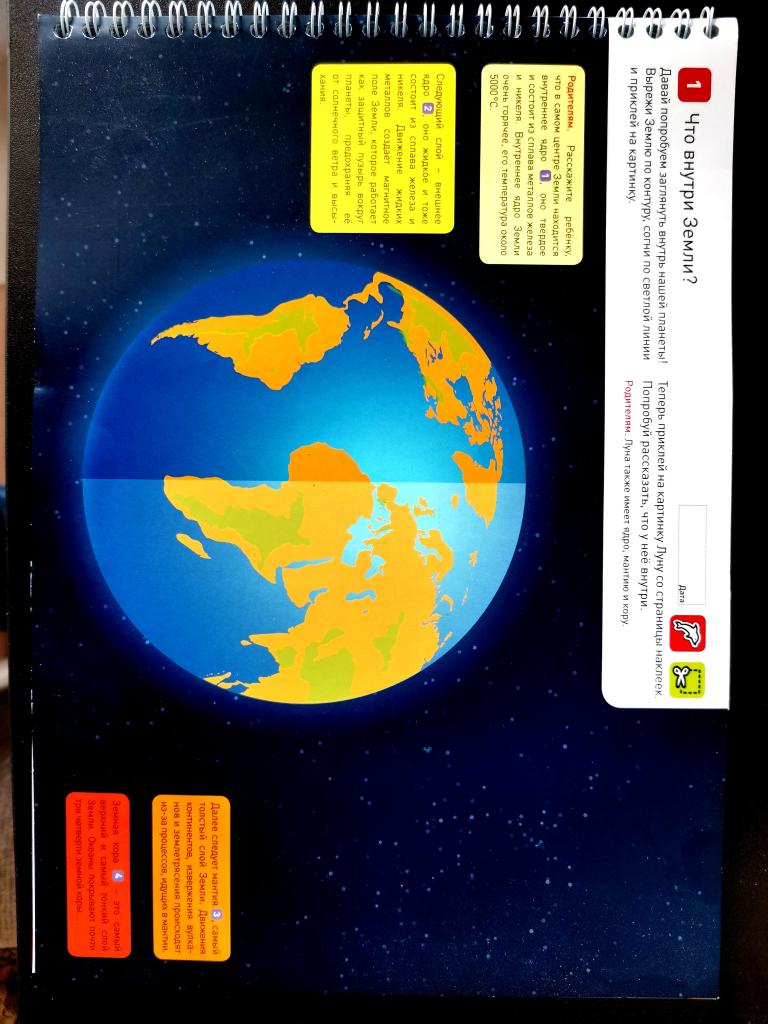 1 Что внутри Земли?
Давай попробуем заглянуть внутрь нашей планеты!
Вырежи Землю по контуру, согни по светлой линии
и приклей на картинку.
Теперь приклей на картинку Луну со страницы наклеек.
Попробуй рассказать, что у неё внутри.
Родителям. Луна также имеет ядро, мантию и кору.
Дата
Родителям. Расскажите ребёнку,
что в самом центре Земли находится
внутреннее ядро 1, оно твёрдое
и состоит из сплава металлов железа
и никеля. Внутреннее ядро Земли
очень горячее, его температура около
5000 °С.
Следующий слой – внешнее
ядро 2, оно жидкое и тоже
состоит из сплава железа и
никеля. Движение жидких
металлов создаёт магнитное
поле Земли, которое работает
как защитный пузырь вокруг
планеты, предохраняя её
от солнечного ветра и высы-
хания.
Далее следует мантия 3, самый
толстый слой Земли. Движения
континентов, извержения вулка-
нов и землетрясения происходят
из-за процессов, идущих в мантии.
Земная кора 4 – это самый
верхний и самый тонкий слой
Земли. Океаны покрывают почти
три четверти земной коры.